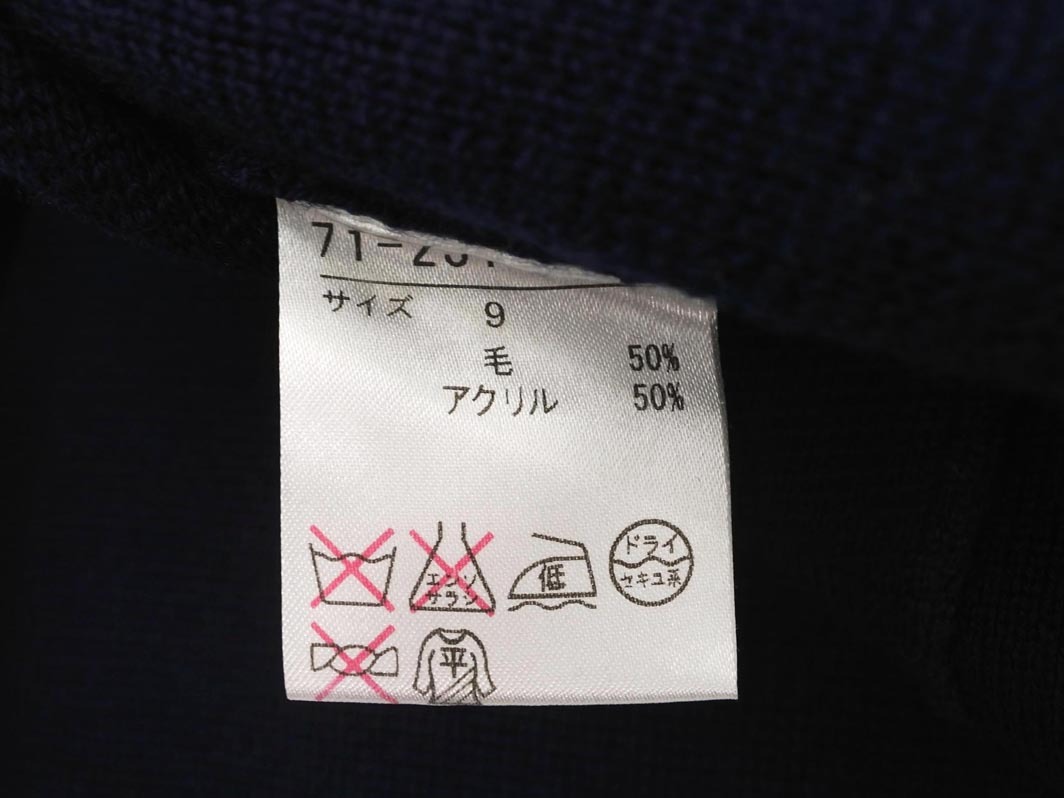 サイズ 9
毛 50%
アクリル 50%
エンソ
サラシ
低
ドライ
セキユ系
平